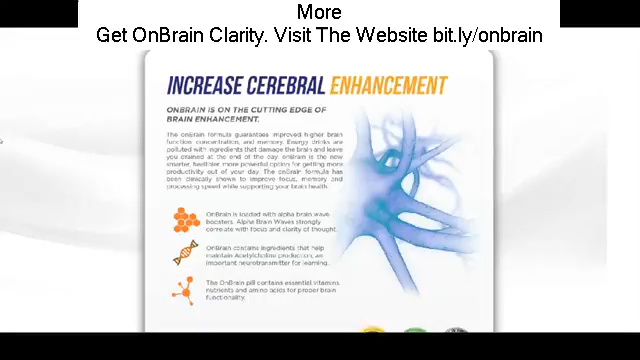 More
Get OnBrain Clarity. Visit The Website bit.ly/onbrain
INCREASE CEREBRAL ENHANCEMENT
ONBRAIN IS ON THE CUTTING EDGE OF
BRAIN ENHANCEMENT.
The onBrain formula guarantees improved higher brain
function, concentration, and memory. Energy drinks are
polluted with ingredients that damage the brain and leave
you drained at the end of the day. onBrain is the new
smarter, healthier, more powerful option for getting more
productivity out of your day. The onBrain formula has
been clinically shown to improve focus, memory and
processing speed while supporting your brain health.
OnBrain is loaded with alpha brain wave
boosters. Alpha Brain Waves strongly
correlate with focus and clarity of thought.
OnBrain contains ingredients that help
maintain Acetylcholine production, an
important neurotransmitter for learning.
The OnBrain pill contains essential vitamins,
nutrients and amino acids for proper brain
functionality.